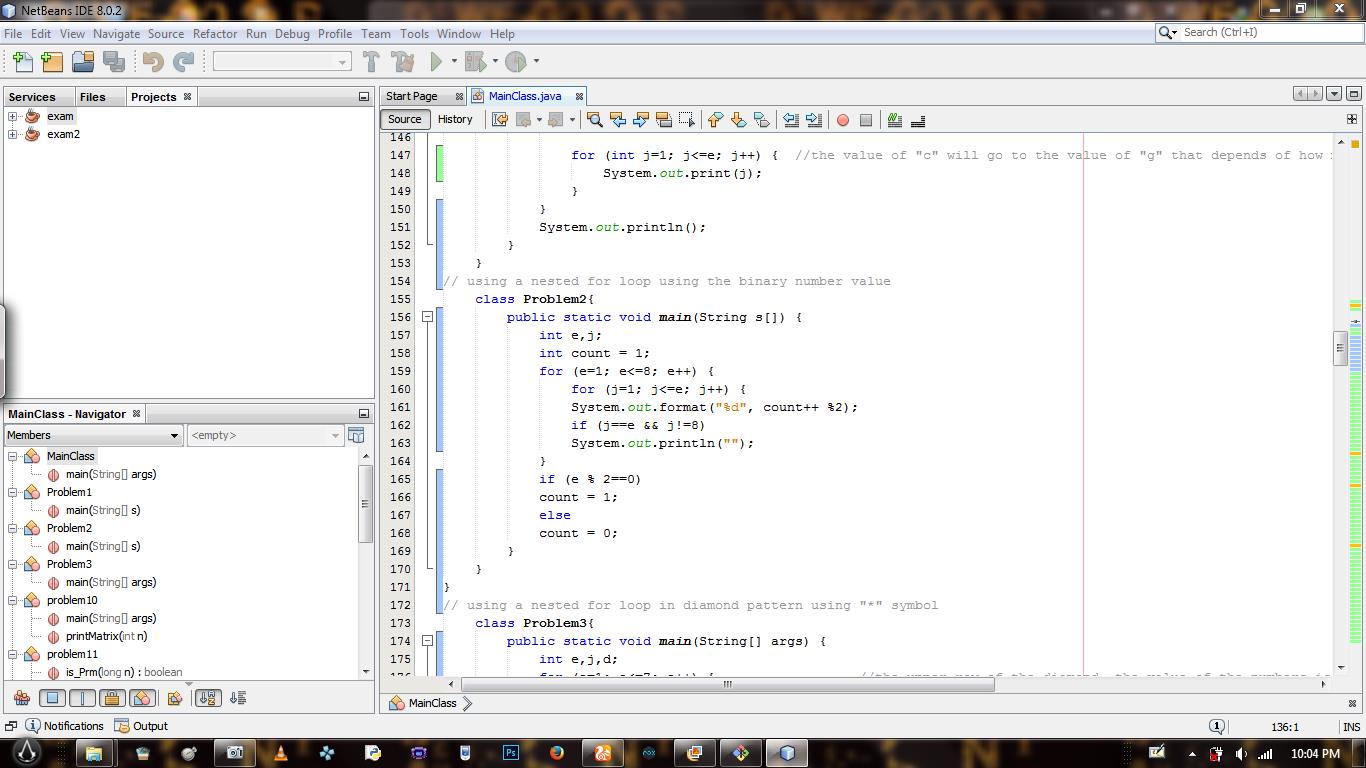 NetBeans IDE 8.0.2
File Edit View Navigate Source Refactor Run Debug Profile Team Tools Window Help
Search (Ctrl+I)
Services Files Projects
exam
exam2
MainClass - Navigator
Members <empty>
MainClass
main(String[] args)
Problem1
main(String[] s)
Problem2
main(String[] s)
Problem3
main(String[] args)
problem10
main(String[] args)
printMatrix(int n)
problem11
is_Prm(long n) : boolean
Start Page MainClass.java
Source History
146
147 for (int j=1; j<=e; j++) { //the value of "c" will go to the value of "g" that depends of how
148 System.out.print(j);
149 }
150 }
151 System.out.println();
152 }
153 }
154 // using a nested for loop using the binary number value
155 class Problem2{
156 public static void main(String s[]) {
157 int e,j;
158 int count = 1;
159 for (e=1; e<=8; e++) {
160 for (j=1; j<=e; j++) {
161 System.out.format("%d", count++ %2);
162 if (j==e && j!=8)
163 System.out.println("");
164 }
165 if (e % 2==0)
166 count = 1;
167 else
168 count = 0;
169 }
170 }
171 }
172 // using a nested for loop in diamond pattern using "*" symbol
173 class Problem3{
174 public static void main(String[] args) {
175 int e,j,d;
MainClass
Notifications Output
1 136:1 INS
10:04 PM